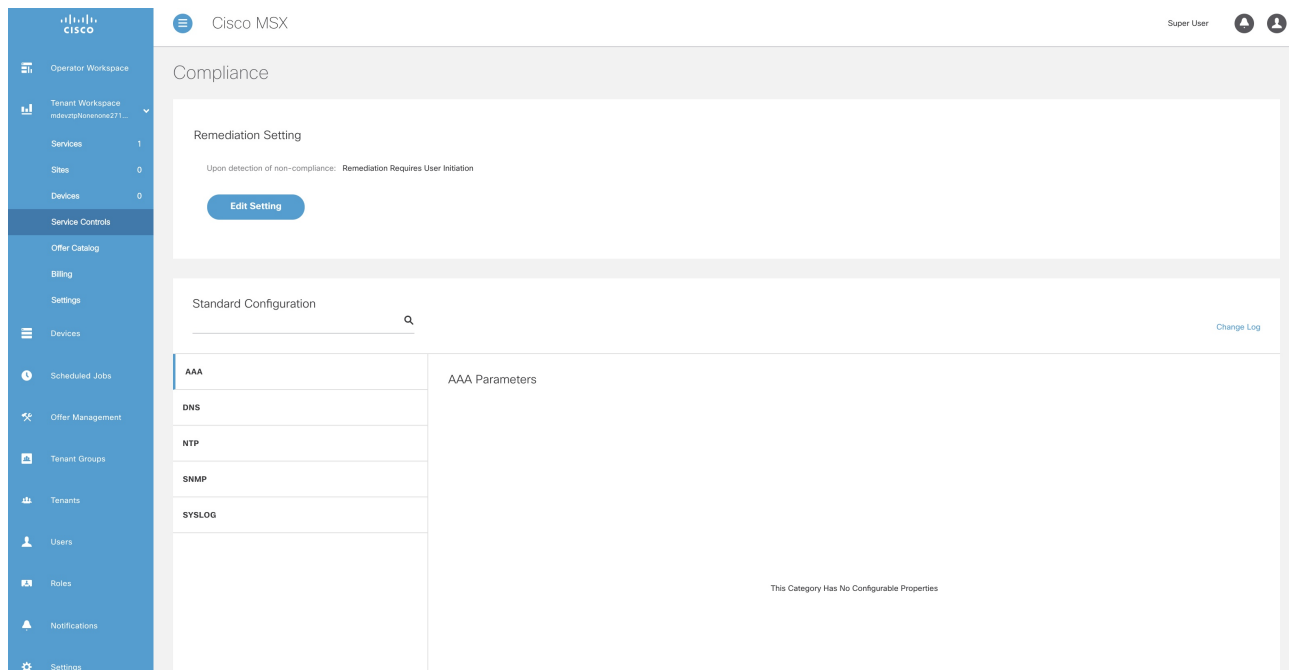 CISCO
Cisco MSX
Super User
Operator Workspace
Tenant Workspace
mdevztpNonenone271...
Services 1
Sites 0
Devices 0
Service Controls
Offer Catalog
Billing
Settings
Devices
Scheduled Jobs
Offer Management
Tenant Groups
Tenants
Users
Roles
Notifications
Settings
Compliance
Remediation Setting
Upon detection of non-compliance: Remediation Requires User Initiation
Edit Setting
Standard Configuration
Change Log
AAA
DNS
NTP
SNMP
SYSLOG
AAA Parameters
This Category Has No Configurable Properties